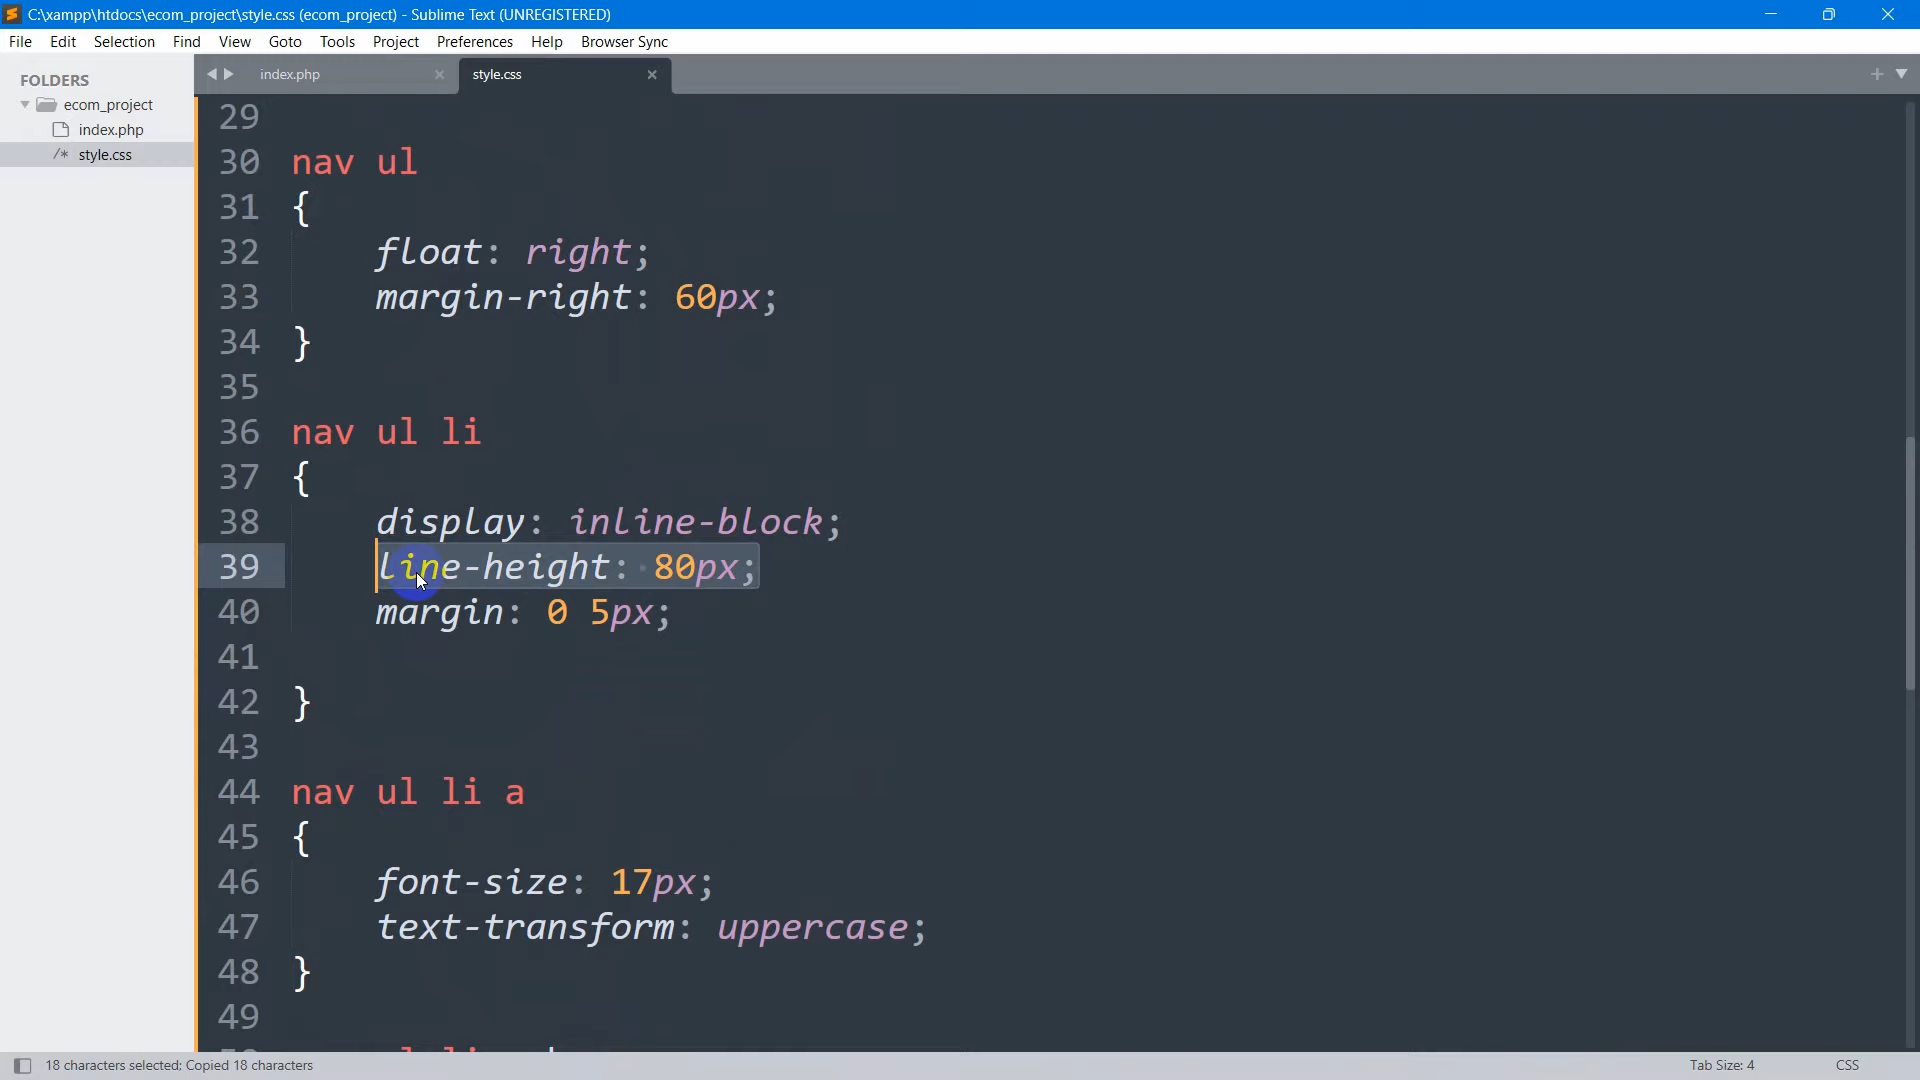 C:\xampp\htdocs\ecom_project\style.css (ecom_project) - Sublime Text (UNREGISTERED)
File Edit Selection Find View Goto Tools Project Preferences Help Browser Sync
FOLDERS
ecom_project
index.php
/* style.css
index.php
style.css
29
30 nav ul
31 {
32 float: right;
33 margin-right: 60px;
34 }
35
36 nav ul li
37 {
38 display: inline-block;
39 line-height: 80px;
40 margin: 0 5px;
41
42 }
43
44 nav ul li a
45 {
46 font-size: 17px;
47 text-transform: uppercase;
48 }
49
18 characters selected; Copied 18 characters
Tab Size: 4
CSS